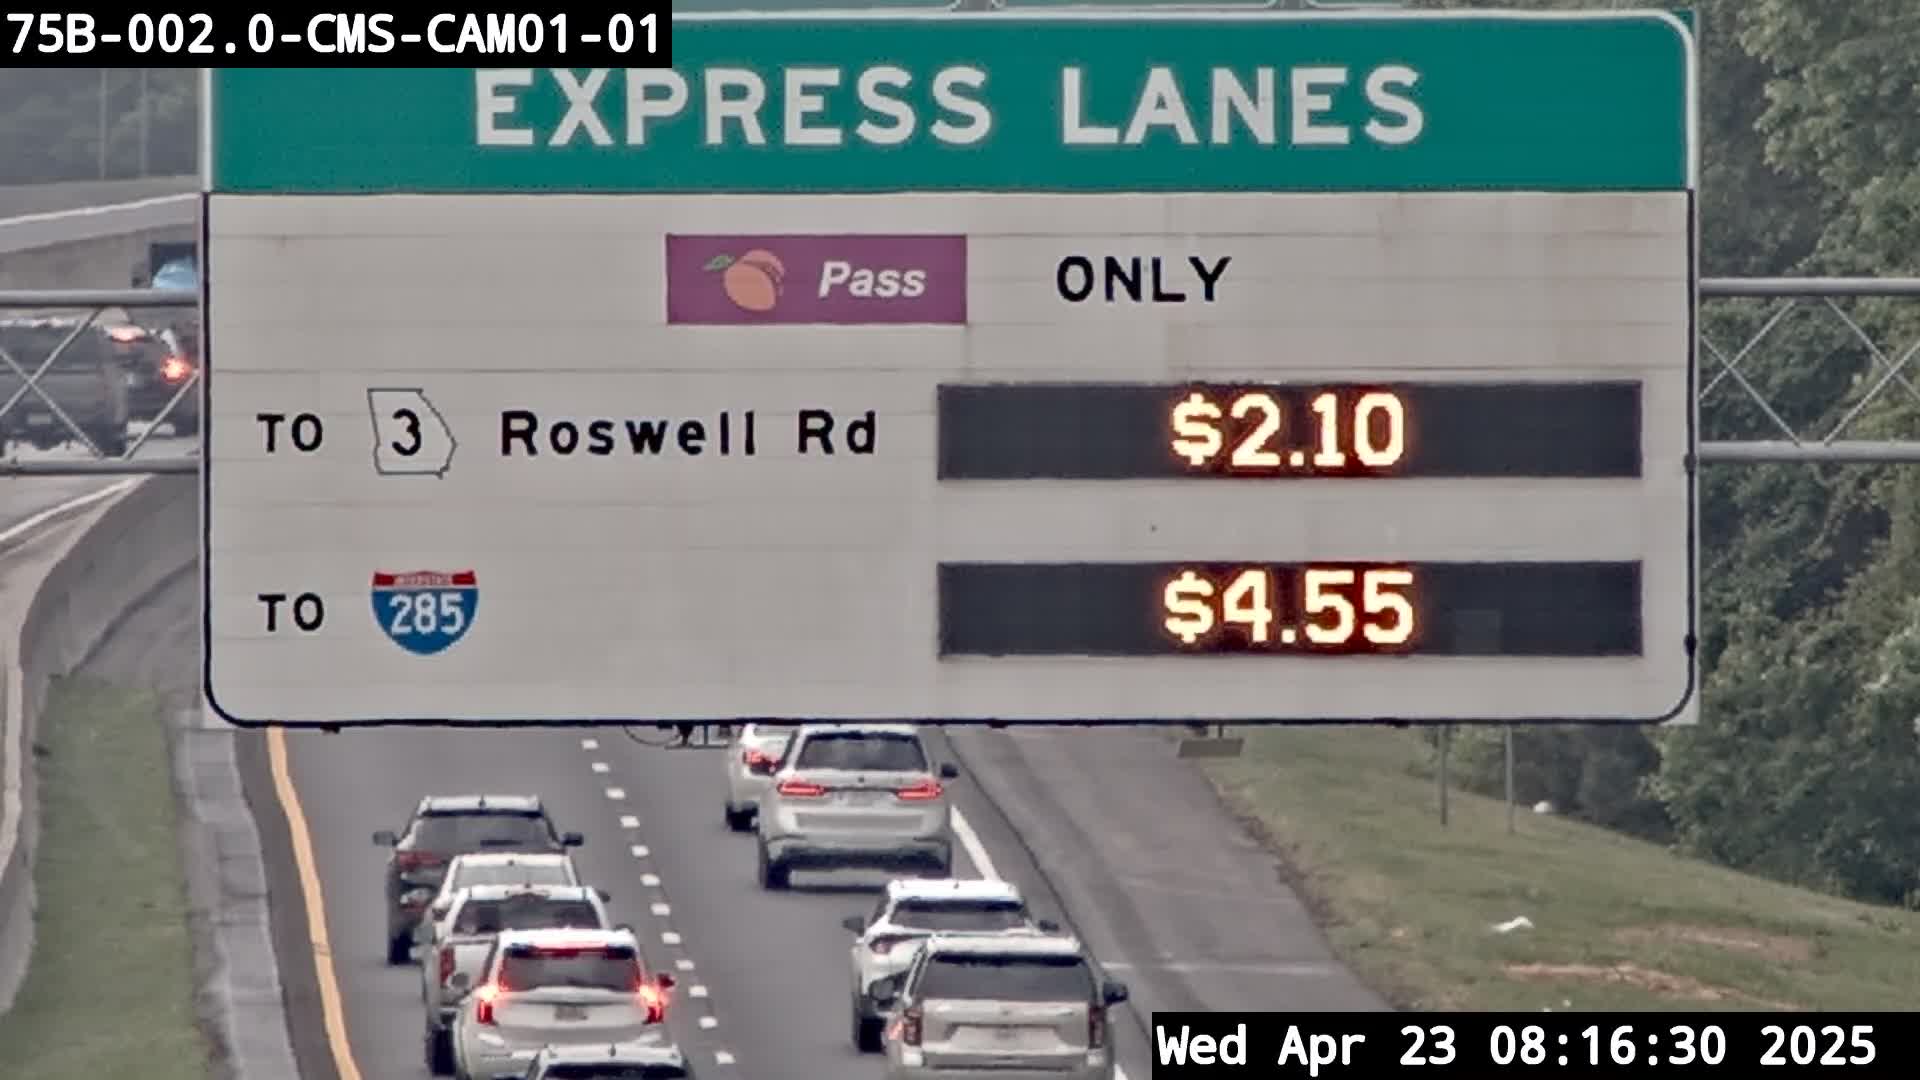 75B-002.0-CMS-CAM01-01
EXPRESS LANES
Pass ONLY
TO 3 Roswell Rd $2.10
TO INTERSTATE 285 $4.55
Wed Apr 23 08:16:30 2025